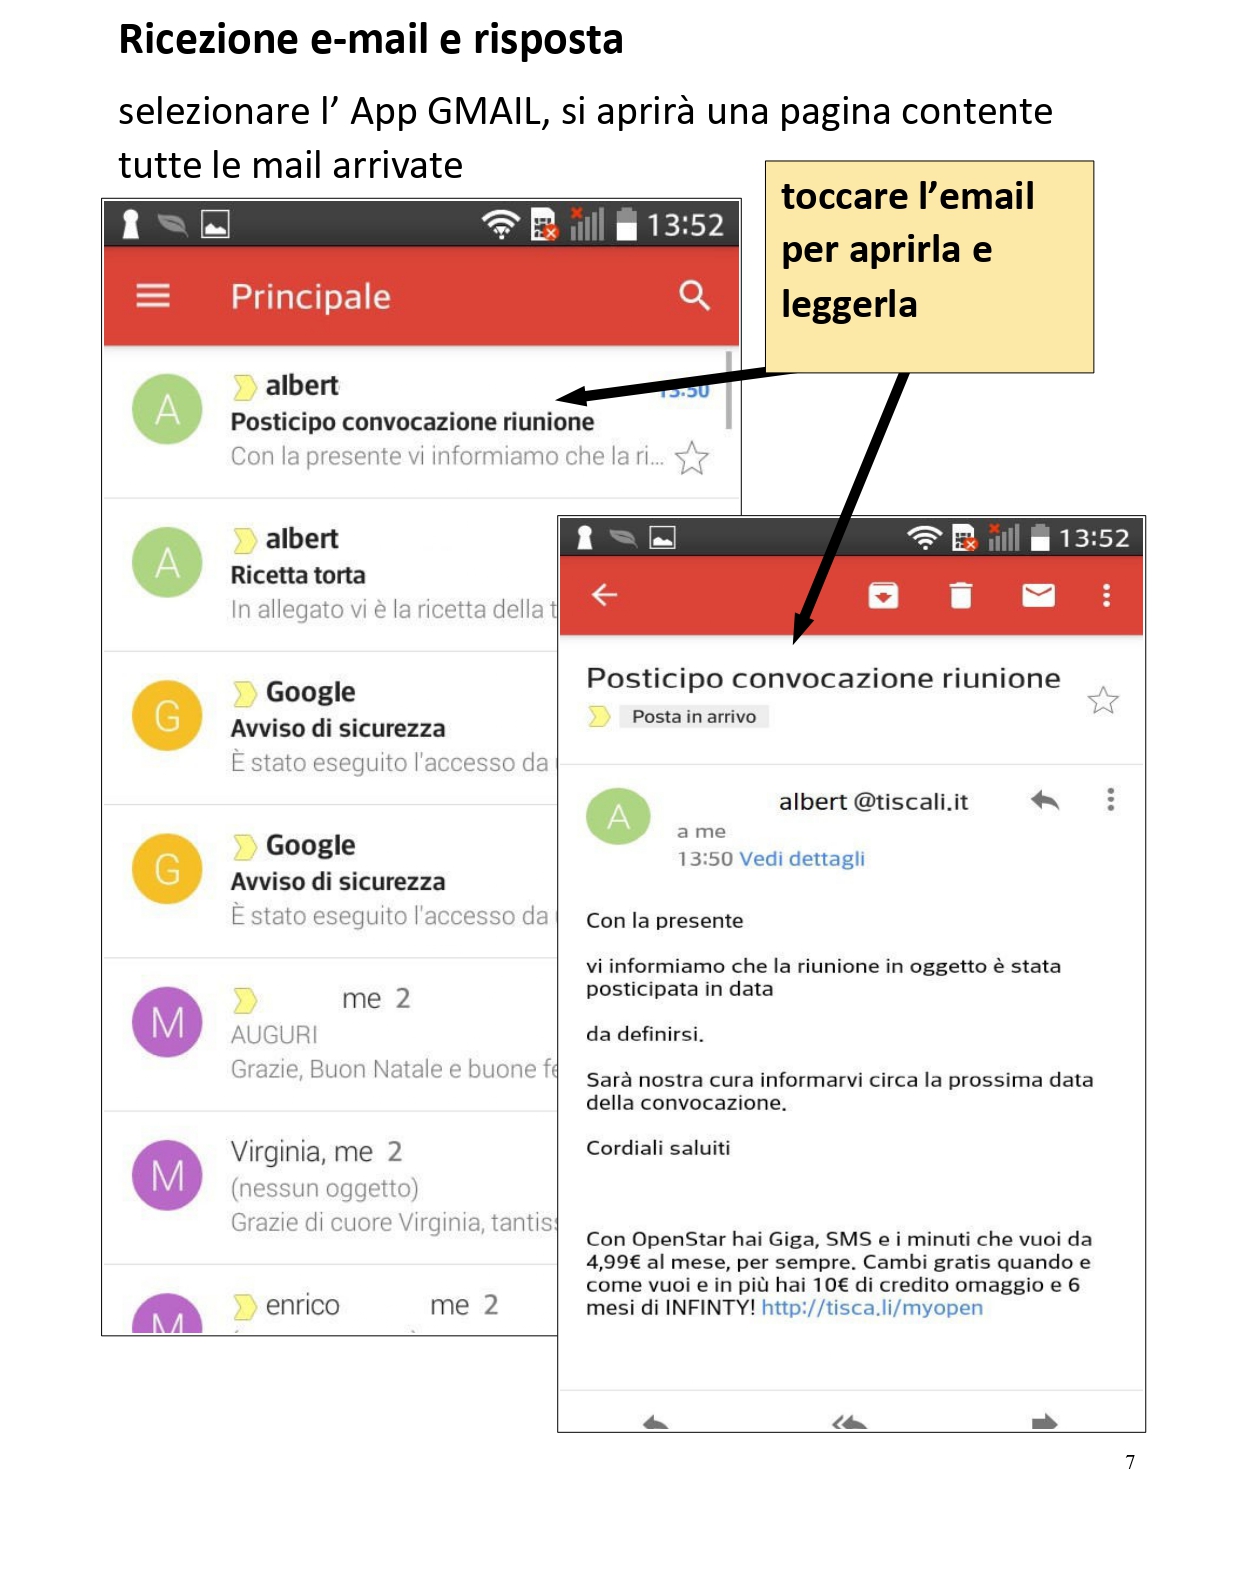 Ricezione e-mail e risposta
selezionare l’ App GMAIL, si aprirà una pagina contente
tutte le mail arrivate
toccare l’email
per aprirla e
leggerla
13:52
Principale
A
albert
13:50
Posticipo convocazione riunione
Con la presente vi informiamo che la ri...
A
albert
Ricetta torta
In allegato vi è la ricetta della t
G
Google
Avviso di sicurezza
È stato eseguito l'accesso da
G
Google
Avviso di sicurezza
È stato eseguito l'accesso da
M
me 2
AUGURI
Grazie, Buon Natale e buone fe
M
Virginia, me 2
(nessun oggetto)
Grazie di cuore Virginia, tantiss
M
enrico me 2
13:52
Posticipo convocazione riunione
Posta in arrivo
A
albert @tiscali.it
a me
13:50 Vedi dettagli
Con la presente
vi informiamo che la riunione in oggetto è stata
posticipata in data
da definirsi.
Sarà nostra cura informarvi circa la prossima data
della convocazione.
Cordiali saluiti
Con OpenStar hai Giga, SMS e i minuti che vuoi da
4,99€ al mese, per sempre. Cambi gratis quando e
come vuoi e in più hai 10€ di credito omaggio e 6
mesi di INFINTY! http://tisca.li/myopen
7